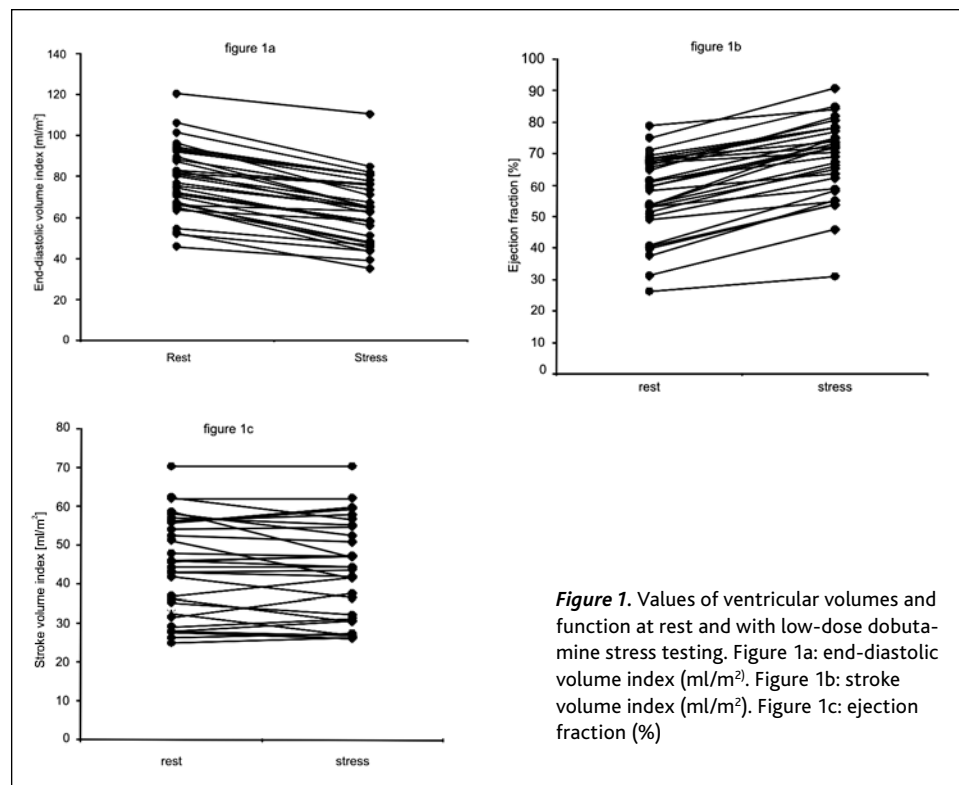 figure 1a
End-diastolic volume index [ml/m²]
140
120
100
80
60
40
20
0
Rest
Stress
figure 1b
Ejection fraction [%]
100
90
80
70
60
50
40
30
20
10
0
rest
stress
figure 1c
Stroke volume index [ml/m²]
80
70
60
50
40
30
20
10
0
rest
stress
Figure 1. Values of ventricular volumes and
function at rest and with low-dose dobuta-
mine stress testing. Figure 1a: end-diastolic
volume index (ml/m²⁾. Figure 1b: stroke
volume index (ml/m²). Figure 1c: ejection
fraction (%)